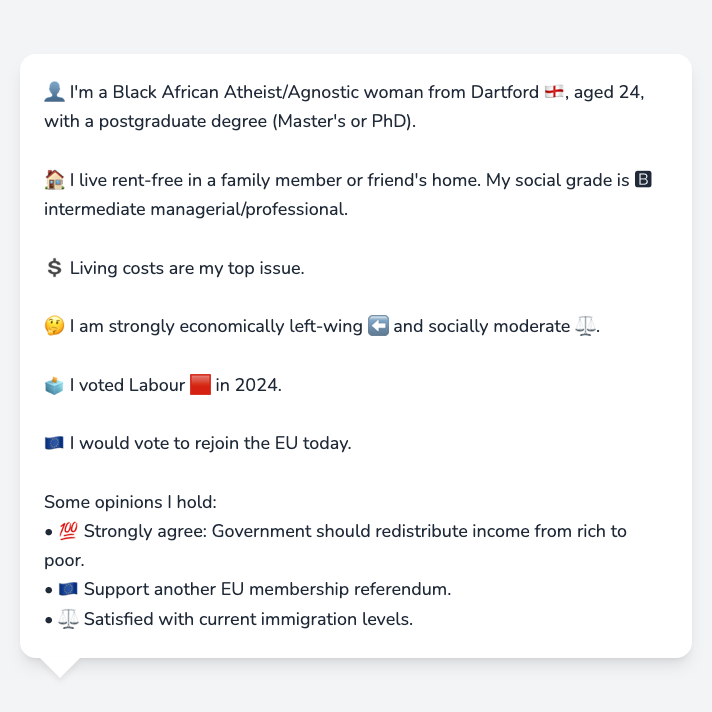 👤 I'm a Black African Atheist/Agnostic woman from Dartford 🏴󠁧󠁢󠁥󠁮󠁧󠁿, aged 24,
with a postgraduate degree (Master's or PhD).
🏠 I live rent-free in a family member or friend's home. My social grade is 🅱
intermediate managerial/professional.
💲 Living costs are my top issue.
🤔 I am strongly economically left-wing ⬅️ and socially moderate ⚖️.
🗳️ I voted Labour 🟥 in 2024.
🇪🇺 I would vote to rejoin the EU today.
Some opinions I hold:
• 💯 Strongly agree: Government should redistribute income from rich to
poor.
• 🇪🇺 Support another EU membership referendum.
• ⚖️ Satisfied with current immigration levels.